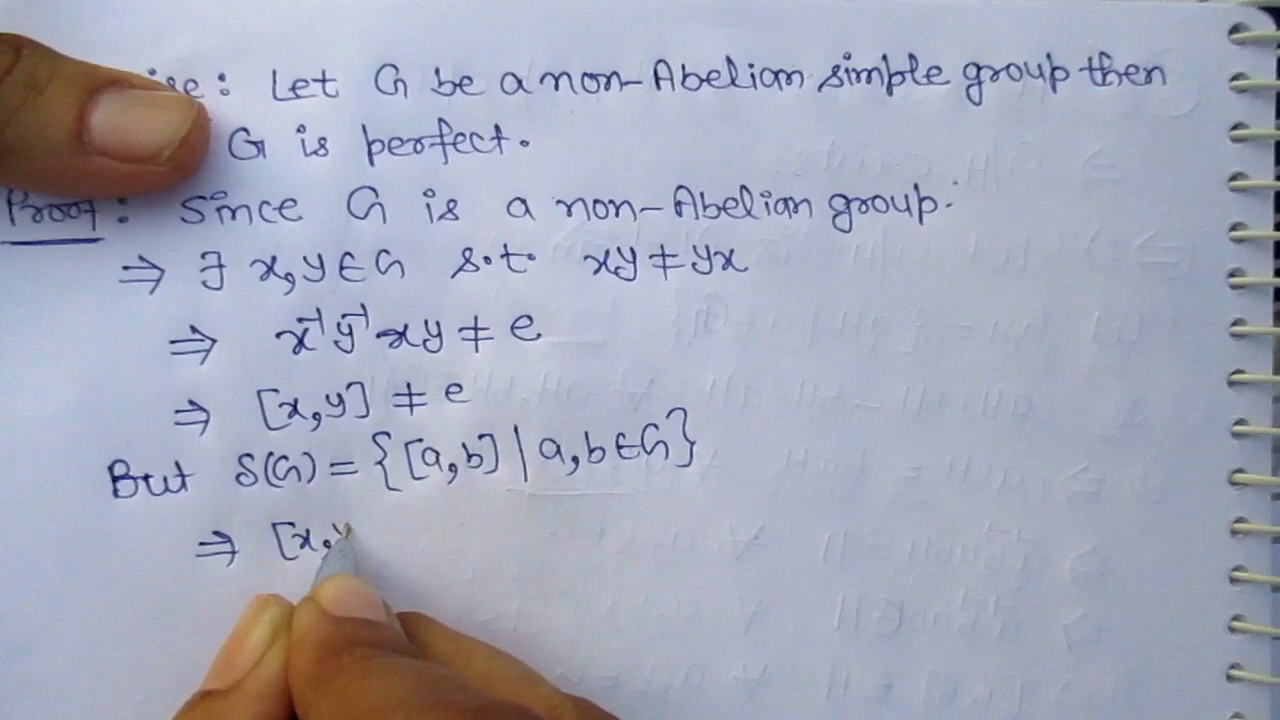 : Let G be a non-Abelian simple group then
G is perfect.
Proof: Since G is a non-Abelian group.
⇒ ∃ x,y∈G s.t. xy≠yx
⇒ x⁻¹y⁻¹xy ≠ e
⇒ [x,y] ≠ e
But δ(G) = {[a,b] | a,b∈G}
⇒ [x,y